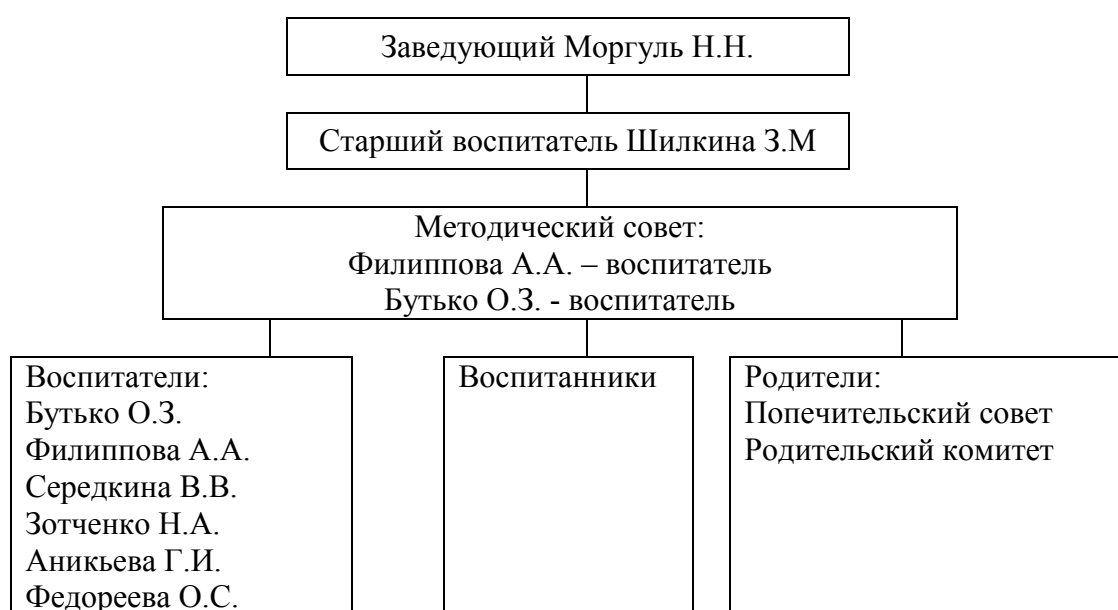 Заведующий Моргуль Н.Н.
Старший воспитатель Шилкина З.М
Методический совет:
Филиппова А.А. – воспитатель
Бутько О.З. - воспитатель
Воспитатели:
Бутько О.З.
Филиппова А.А.
Середкина В.В.
Зотченко Н.А.
Аникьева Г.И.
Федореева О.С.
Воспитанники
Родители:
Попечительский совет
Родительский комитет